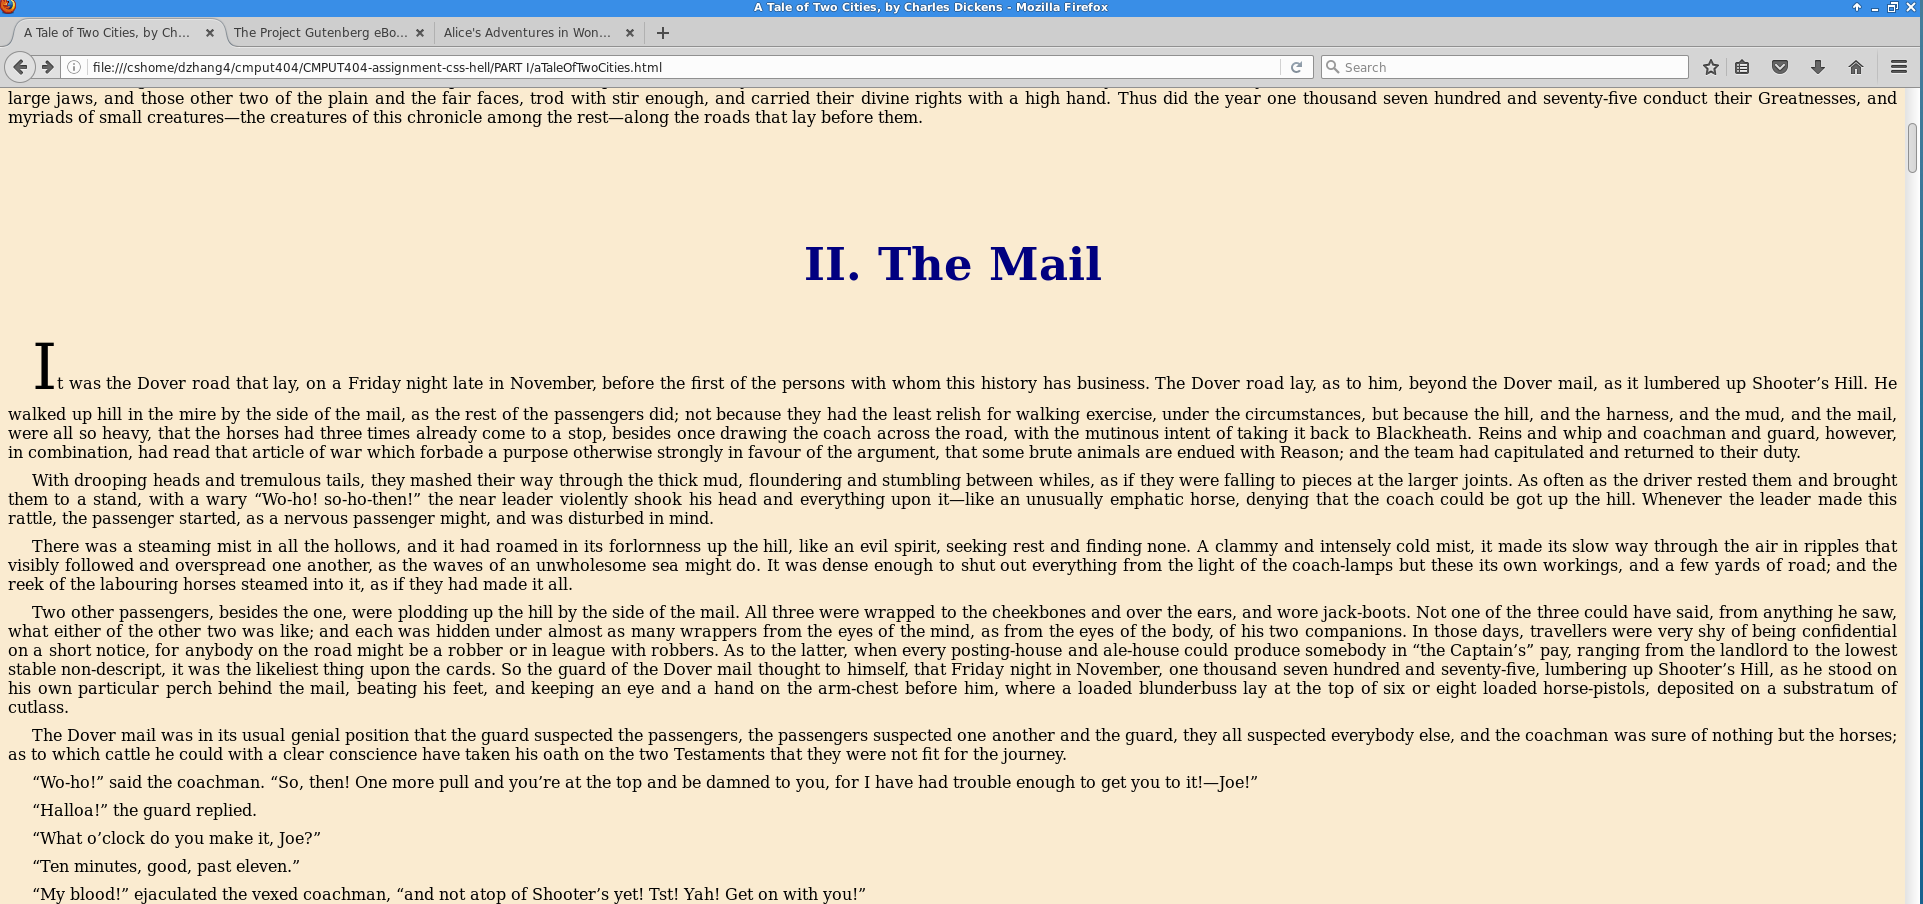 A Tale of Two Cities, by Charles Dickens - Mozilla Firefox
A Tale of Two Cities, by Ch...
The Project Gutenberg eBo...
Alice's Adventures in Won...
file:///cshome/dzhang4/cmput404/CMPUT404-assignment-css-hell/PART I/aTaleOfTwoCities.html
Search
large jaws, and those other two of the plain and the fair faces, trod with stir enough, and carried their divine rights with a high hand. Thus did the year one thousand seven hundred and seventy-five conduct their Greatnesses, and
myriads of small creatures—the creatures of this chronicle among the rest—along the roads that lay before them.
II. The Mail
It was the Dover road that lay, on a Friday night late in November, before the first of the persons with whom this history has business. The Dover road lay, as to him, beyond the Dover mail, as it lumbered up Shooter’s Hill. He
walked up hill in the mire by the side of the mail, as the rest of the passengers did; not because they had the least relish for walking exercise, under the circumstances, but because the hill, and the harness, and the mud, and the mail,
were all so heavy, that the horses had three times already come to a stop, besides once drawing the coach across the road, with the mutinous intent of taking it back to Blackheath. Reins and whip and coachman and guard, however,
in combination, had read that article of war which forbade a purpose otherwise strongly in favour of the argument, that some brute animals are endued with Reason; and the team had capitulated and returned to their duty.
With drooping heads and tremulous tails, they mashed their way through the thick mud, floundering and stumbling between whiles, as if they were falling to pieces at the larger joints. As often as the driver rested them and brought
them to a stand, with a wary “Wo-ho! so-ho-then!” the near leader violently shook his head and everything upon it—like an unusually emphatic horse, denying that the coach could be got up the hill. Whenever the leader made this
rattle, the passenger started, as a nervous passenger might, and was disturbed in mind.
There was a steaming mist in all the hollows, and it had roamed in its forlornness up the hill, like an evil spirit, seeking rest and finding none. A clammy and intensely cold mist, it made its slow way through the air in ripples that
visibly followed and overspread one another, as the waves of an unwholesome sea might do. It was dense enough to shut out everything from the light of the coach-lamps but these its own workings, and a few yards of road; and the
reek of the labouring horses steamed into it, as if they had made it all.
Two other passengers, besides the one, were plodding up the hill by the side of the mail. All three were wrapped to the cheekbones and over the ears, and wore jack-boots. Not one of the three could have said, from anything he saw,
what either of the other two was like; and each was hidden under almost as many wrappers from the eyes of the mind, as from the eyes of the body, of his two companions. In those days, travellers were very shy of being confidential
on a short notice, for anybody on the road might be a robber or in league with robbers. As to the latter, when every posting-house and ale-house could produce somebody in “the Captain’s” pay, ranging from the landlord to the lowest
stable non-descript, it was the likeliest thing upon the cards. So the guard of the Dover mail thought to himself, that Friday night in November, one thousand seven hundred and seventy-five, lumbering up Shooter’s Hill, as he stood on
his own particular perch behind the mail, beating his feet, and keeping an eye and a hand on the arm-chest before him, where a loaded blunderbuss lay at the top of six or eight loaded horse-pistols, deposited on a substratum of
cutlass.
The Dover mail was in its usual genial position that the guard suspected the passengers, the passengers suspected one another and the guard, they all suspected everybody else, and the coachman was sure of nothing but the horses;
as to which cattle he could with a clear conscience have taken his oath on the two Testaments that they were not fit for the journey.
“Wo-ho!” said the coachman. “So, then! One more pull and you’re at the top and be damned to you, for I have had trouble enough to get you to it!—Joe!”
“Halloa!” the guard replied.
“What o’clock do you make it, Joe?”
“Ten minutes, good, past eleven.”
“My blood!” ejaculated the vexed coachman, “and not atop of Shooter’s yet! Tst! Yah! Get on with you!”